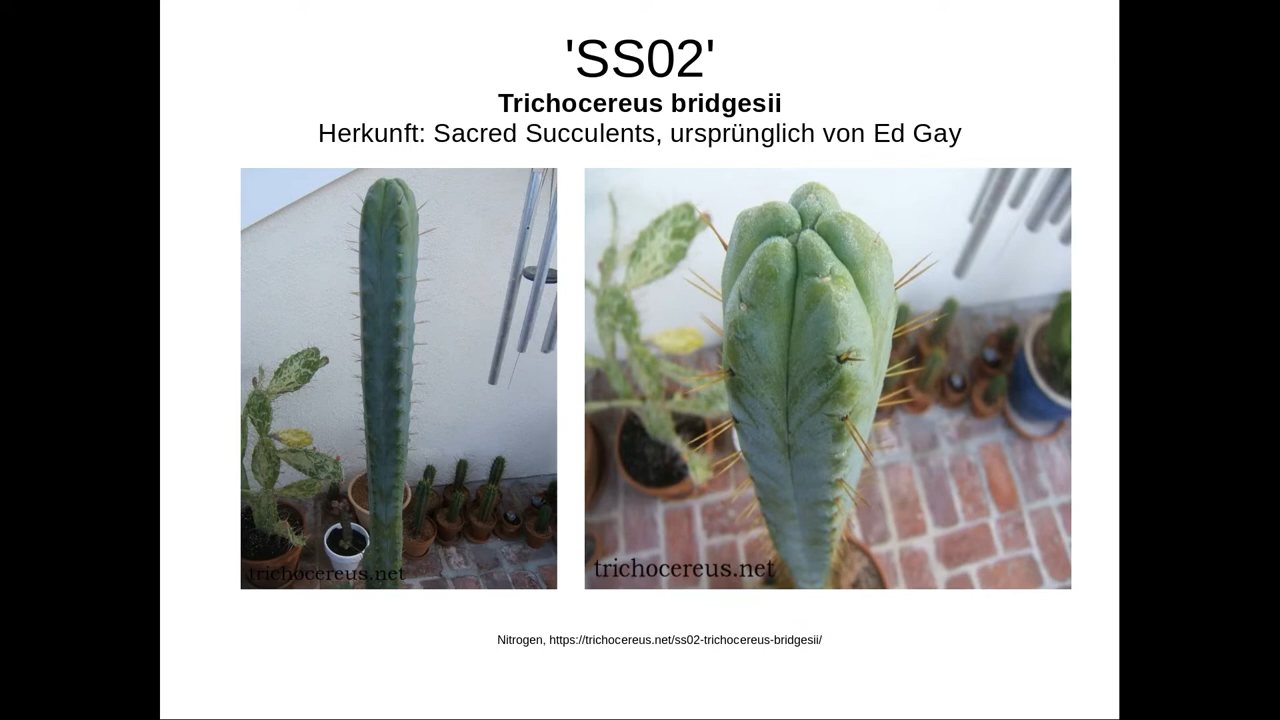 'SS02'
Trichocereus bridgesii
Herkunft: Sacred Succulents, ursprünglich von Ed Gay
trichocereus.net
trichocereus.net
Nitrogen, https://trichocereus.net/ss02-trichocereus-bridgesii/